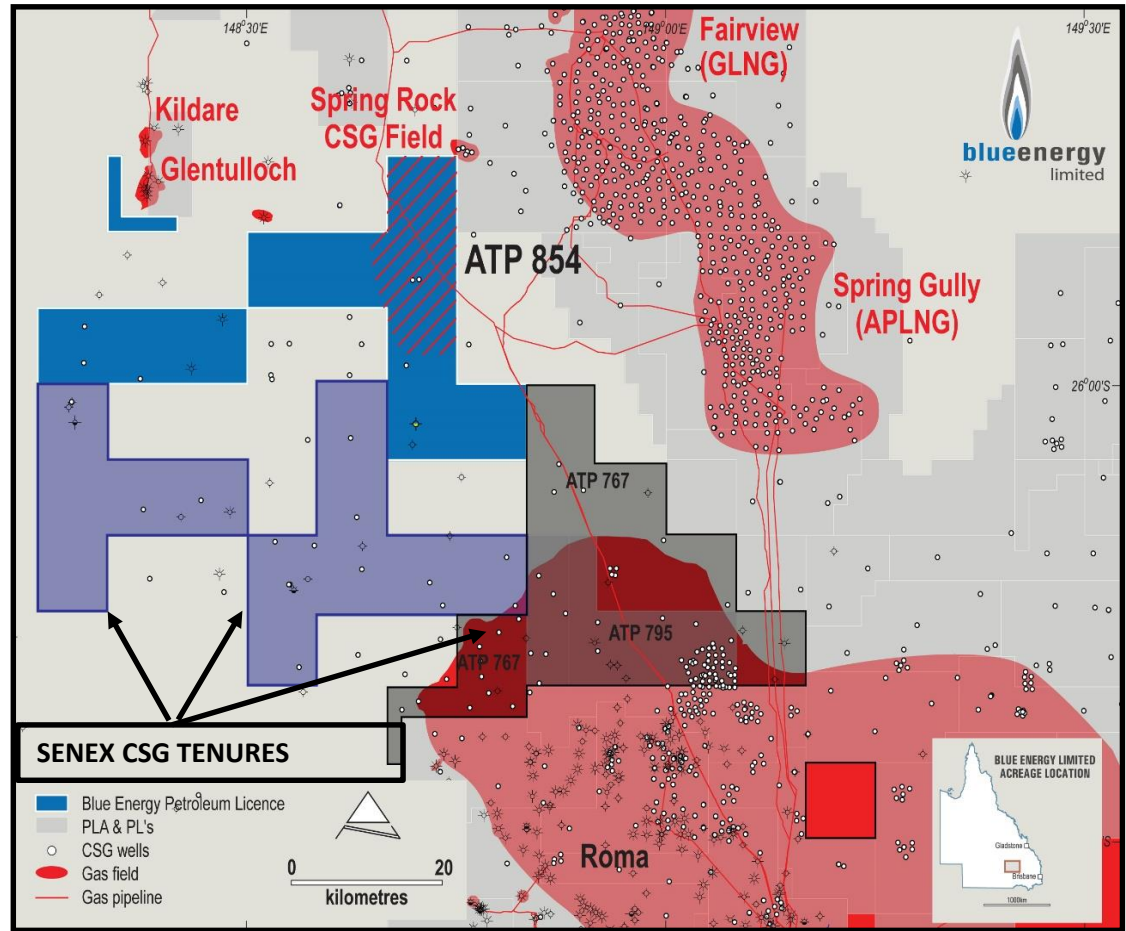 148°30'E
149°00'E
149°30'E
Fairview
(GLNG)
blueenergy
limited
Kildare
Spring Rock
CSG Field
Glentulloch
ATP 854
Spring Gully
(APLNG)
26°00'S
ATP 767
ATP 795
ATP 767
SENEX CSG TENURES
Blue Energy Petroleum Licence
PLA & PL's
CSG wells
Gas field
Gas pipeline
0 20
kilometres
Roma
BLUE ENERGY LIMITED
ACREAGE LOCATION
Gladstone
Brisbane
1000km